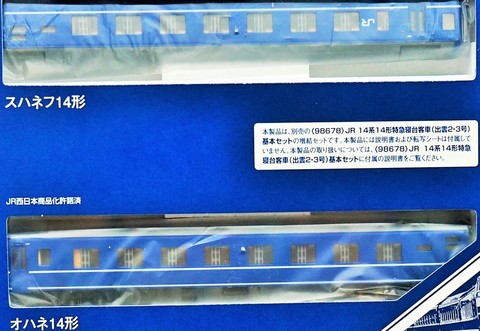 JR
スハネフ14形
本製品は、別売の(98678)JR 14系14形特急寝台客車(出雲2・3号)
基本セットの増結セットです。本製品には説明書および転写シートは付属して
いません。本製品の取り扱いについては、(98678)JR 14系14形特急寝
台客車(出雲2・3号)基本セットに付属の説明書をご覧ください。
JR西日本商品化許諾済
オハネ14形